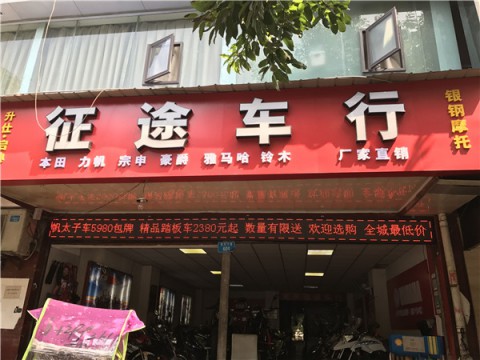 征途车行
本田 力帆 宗申 豪爵 雅马哈 铃木 厂家直销
银钢摩托
帆太子车5980包牌 精品踏板车2380元起 数量有限送 欢迎选购 全城最低价